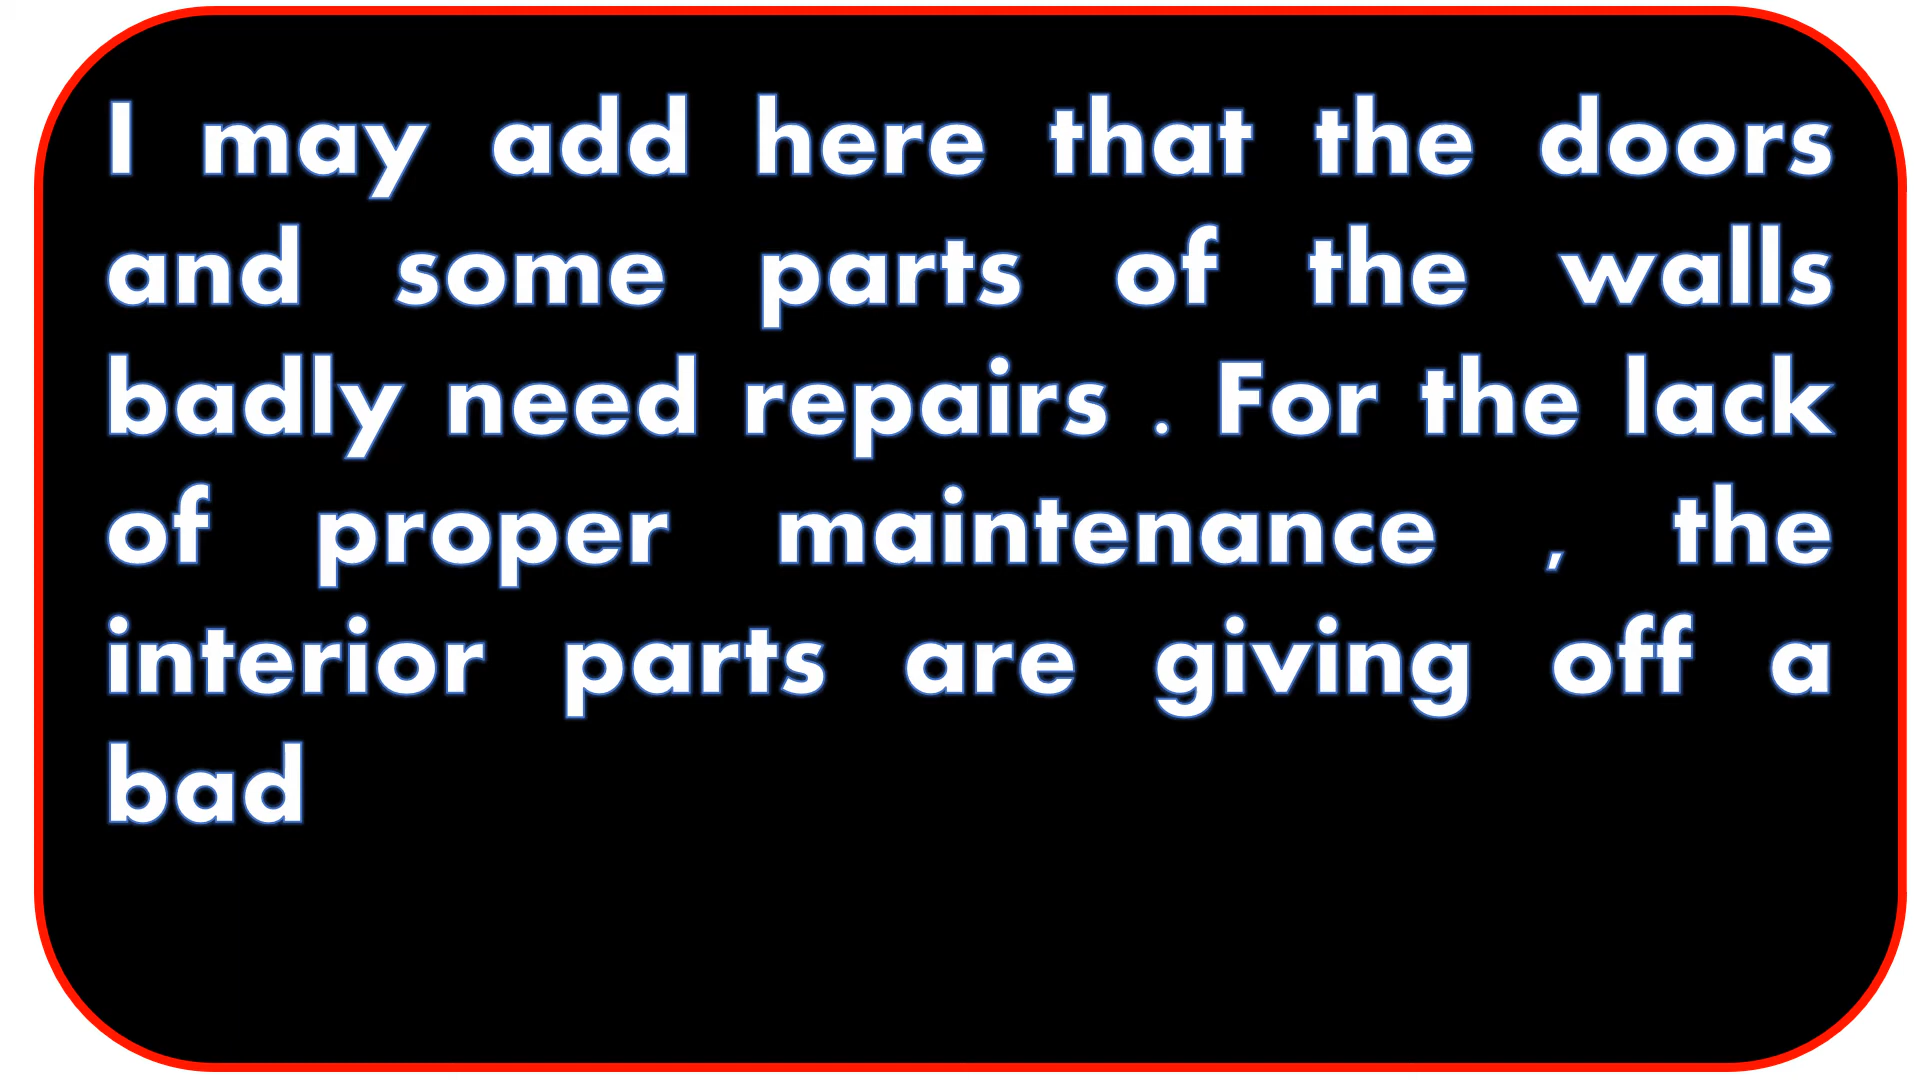 I may add here that the doors
and some parts of the walls
badly need repairs . For the lack
of proper maintenance , the
interior parts are giving off a
bad